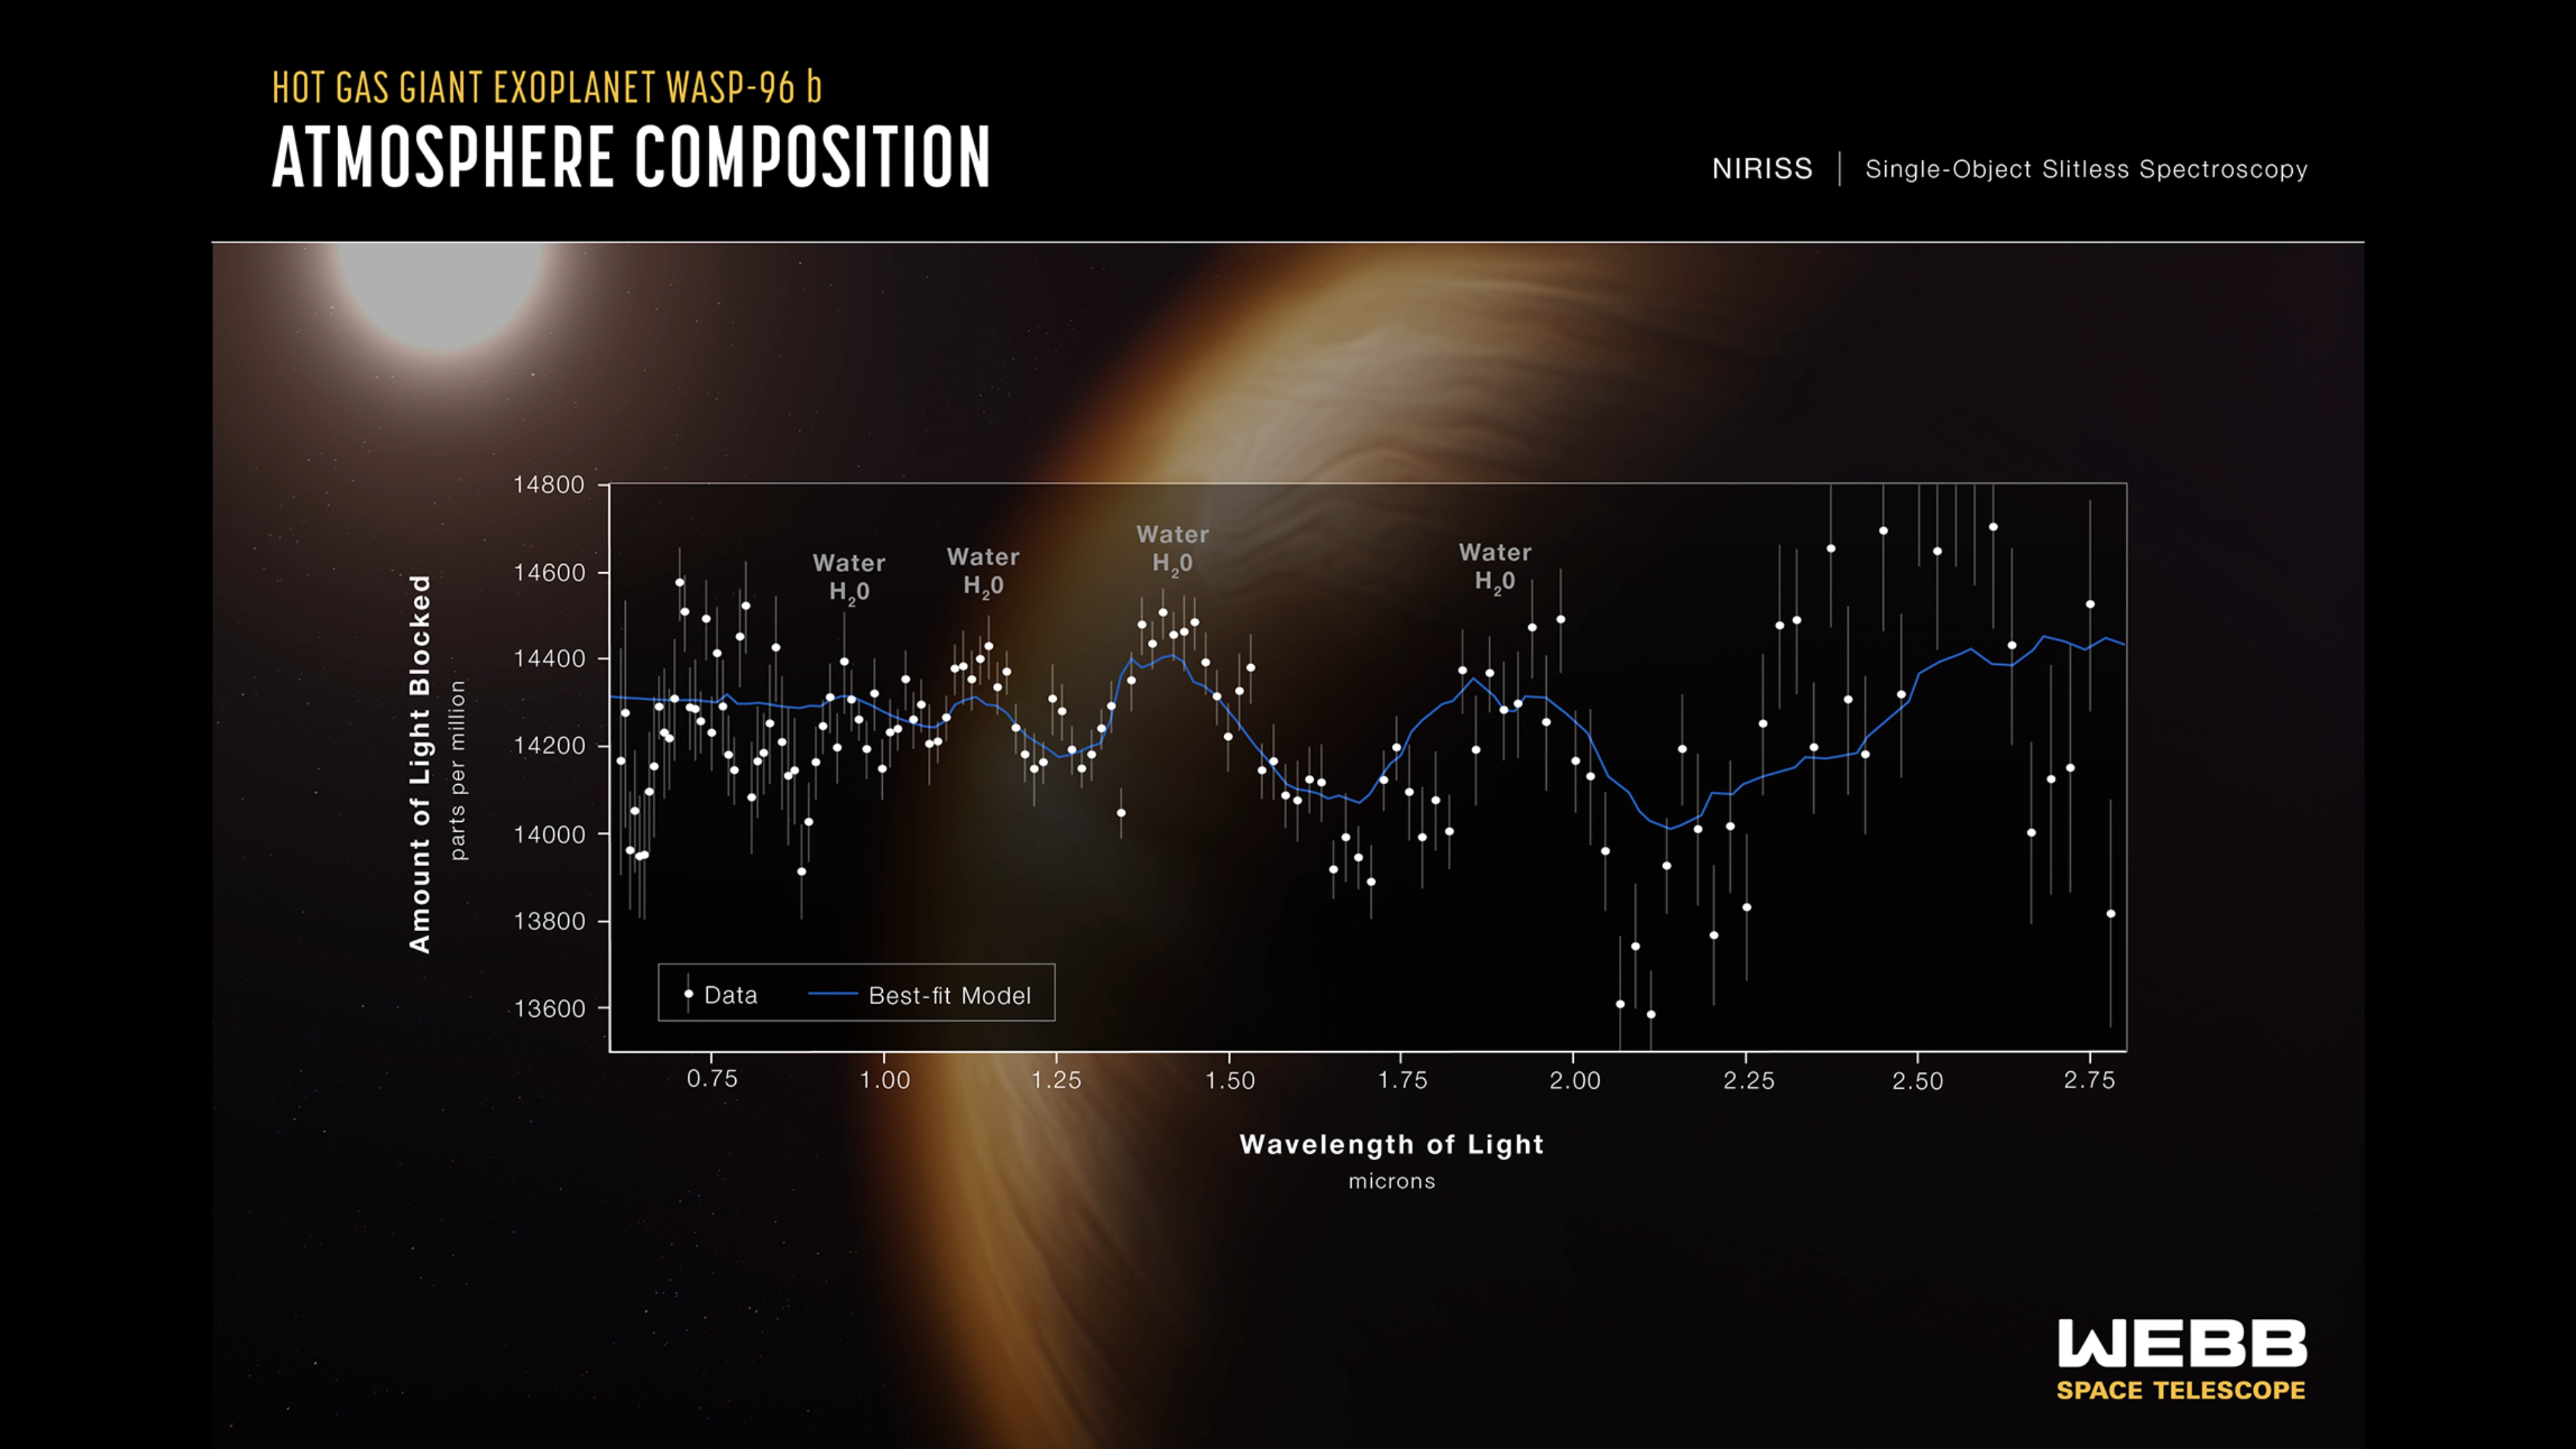 HOT GAS GIANT EXOPLANET WASP-96 b
ATMOSPHERE COMPOSITION
NIRISS | Single-Object Slitless Spectroscopy
14800
14600
14400
14200
14000
13800
13600
Amount of Light Blocked
parts per million
Water
H₂0
Water
H₂0
Water
H₂0
Water
H₂0
Data
Best-fit Model
0.75 1.00 1.25 1.50 1.75 2.00 2.25 2.50 2.75
Wavelength of Light
microns
WEBB
SPACE TELESCOPE